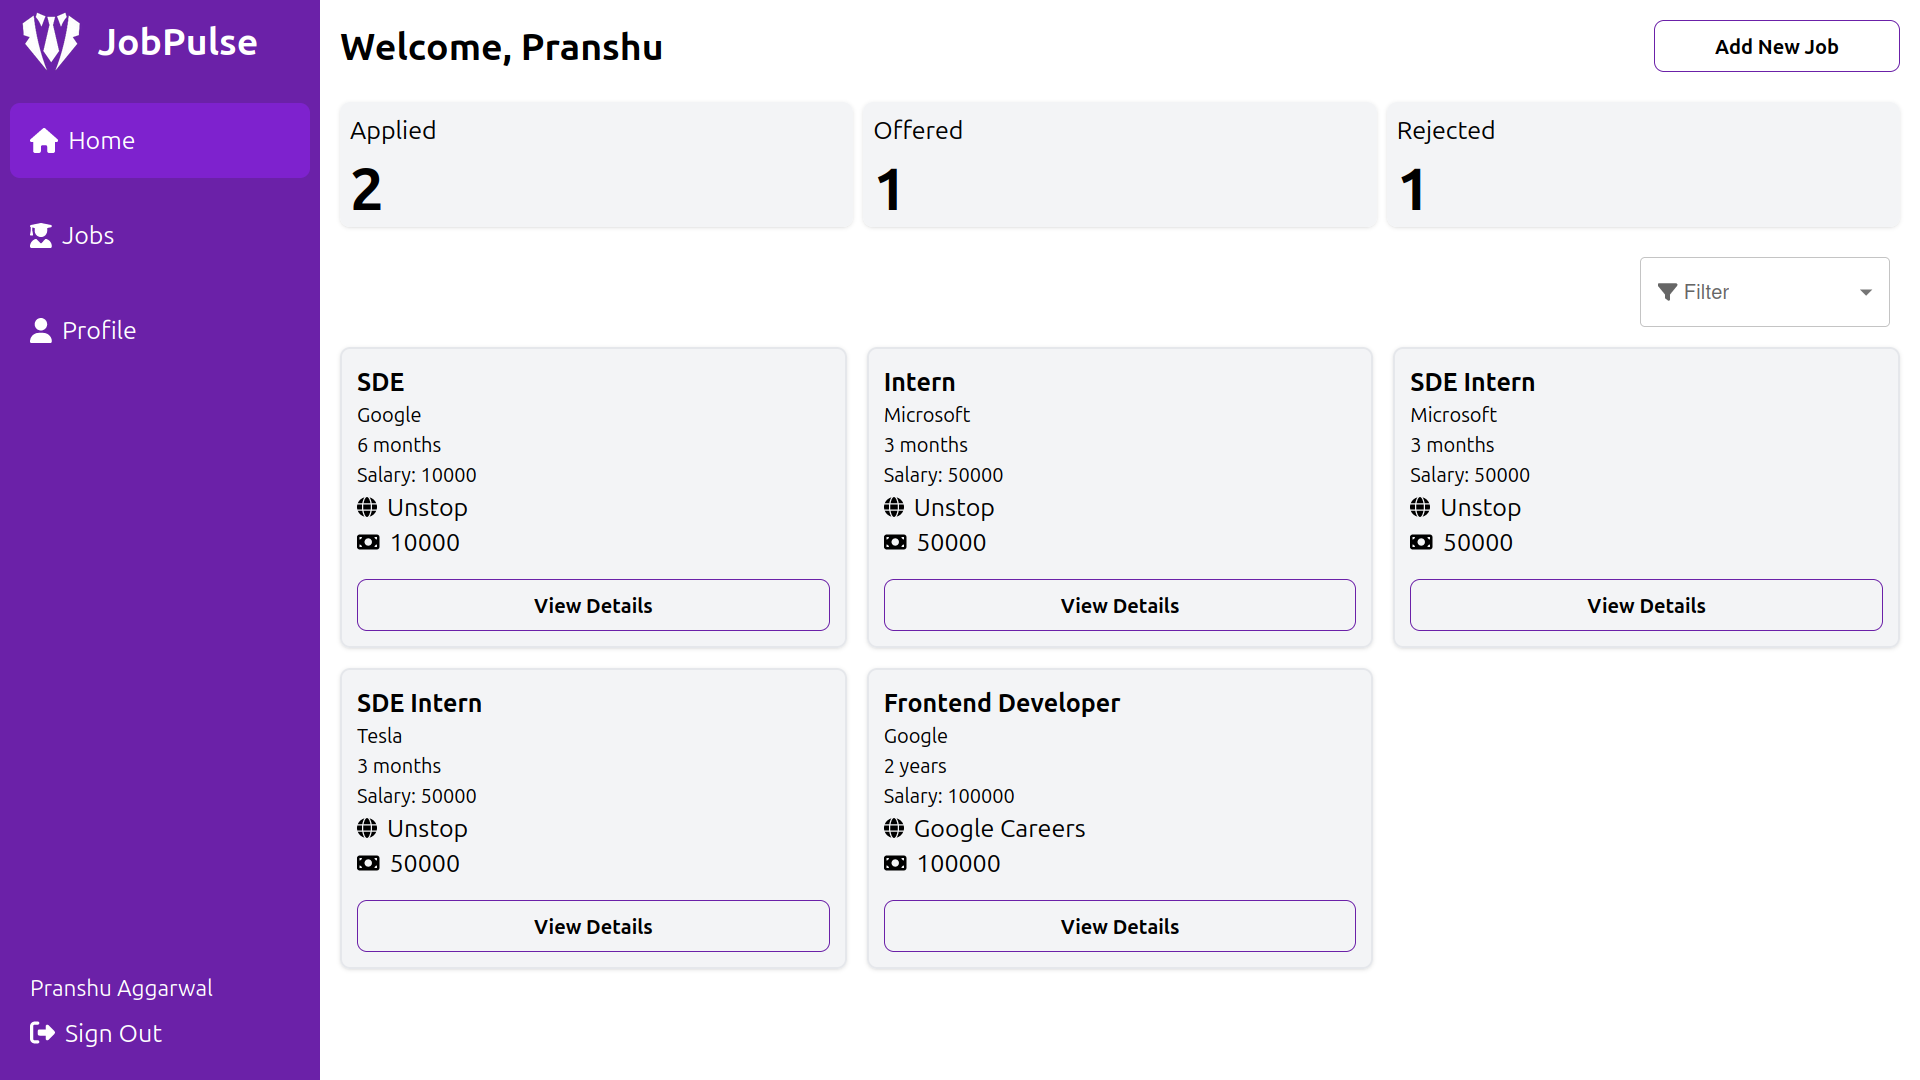 JobPulse
Home
Jobs
Profile
Pranshu Aggarwal
Sign Out
Welcome, Pranshu
Add New Job
Applied
2
Offered
1
Rejected
1
Filter
SDE
Google
6 months
Salary: 10000
Unstop
10000
View Details
Intern
Microsoft
3 months
Salary: 50000
Unstop
50000
View Details
SDE Intern
Microsoft
3 months
Salary: 50000
Unstop
50000
View Details
SDE Intern
Tesla
3 months
Salary: 50000
Unstop
50000
View Details
Frontend Developer
Google
2 years
Salary: 100000
Google Careers
100000
View Details